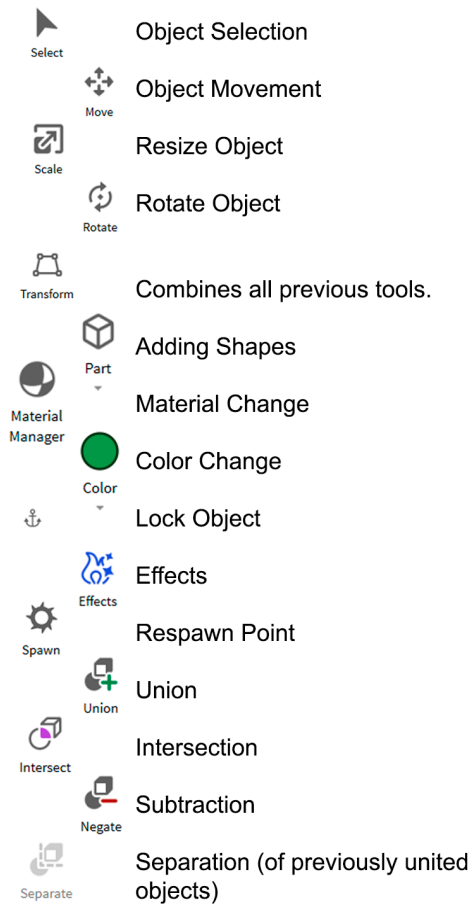 Object Selection
Select
Object Movement
Move
Resize Object
Scale
Rotate Object
Rotate
Transform
Combines all previous tools.
Adding Shapes
Part
Material Change
Material
Manager
Color Change
Color
Lock Object
Effects
Effects
Respawn Point
Spawn
Union
Union
Intersection
Intersect
Subtraction
Negate
Separation (of previously united
objects)
Separate